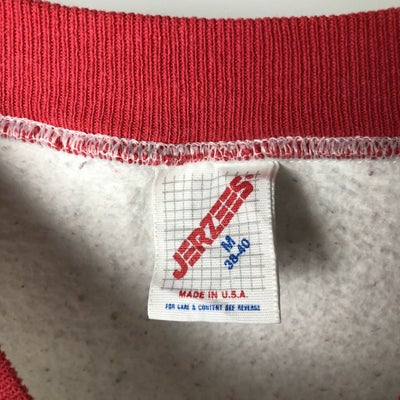 JERZEES
M
38-40
MADE IN U.S.A.
FOR CARE & CONTENT SEE REVERSE